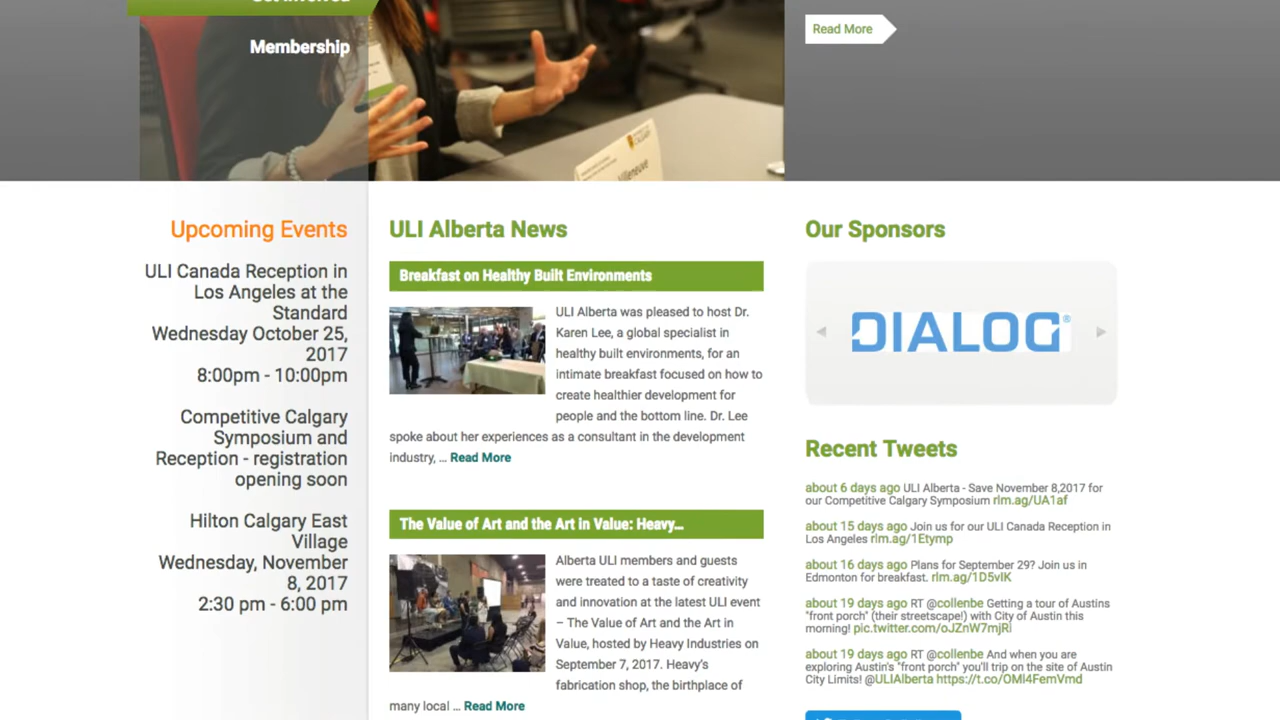 Get Involved
Membership
Read More
Upcoming Events
ULI Canada Reception in
Los Angeles at the
Standard
Wednesday October 25,
2017
8:00pm - 10:00pm
Competitive Calgary
Symposium and
Reception - registration
opening soon
Hilton Calgary East
Village
Wednesday, November
8, 2017
2:30 pm - 6:00 pm
ULI Alberta News
Breakfast on Healthy Built Environments
ULI Alberta was pleased to host Dr.
Karen Lee, a global specialist in
healthy built environments, for an
intimate breakfast focused on how to
create healthier development for
people and the bottom line. Dr. Lee
spoke about her experiences as a consultant in the development
industry, ... Read More
The Value of Art and the Art in Value: Heavy...
Alberta ULI members and guests
were treated to a taste of creativity
and innovation at the latest ULI event
– The Value of Art and the Art in
Value, hosted by Heavy Industries on
September 7, 2017. Heavy's
fabrication shop, the birthplace of
many local ... Read More
Our Sponsors
DIALOG®
Recent Tweets
about 6 days ago ULI Alberta - Save November 8,2017 for
our Competitive Calgary Symposium rlm.ag/UA1af
about 15 days ago Join us for our ULI Canada Reception in
Los Angeles rlm.ag/1Etymp
about 16 days ago Plans for September 29? Join us in
Edmonton for breakfast. rlm.ag/1D5vIK
about 19 days ago RT @collenbe Getting a tour of Austins
"front porch" (their streetscape!) with City of Austin this
morning! pic.twitter.com/oJZnW7mjRi
about 19 days ago RT @collenbe And when you are
exploring Austin's "front porch" you'll trip on the site of Austin
City Limits! @ULIAlberta https://t.co/OMl4FemVmd